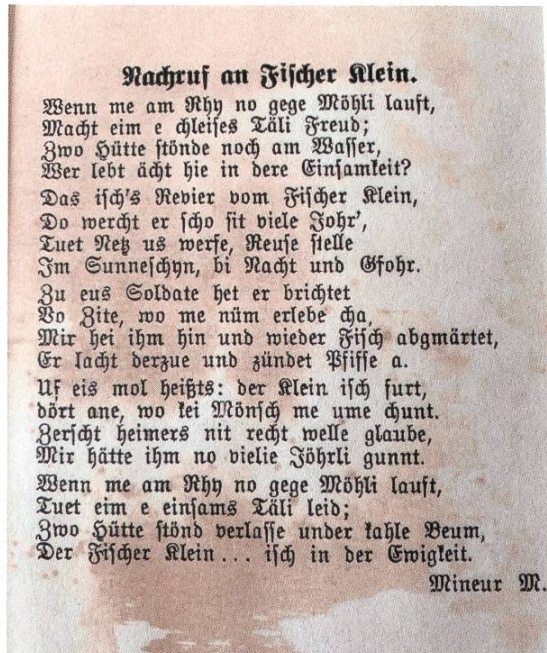 Nachruf an Fischer Klein.
Wenn me am Rhy no gege Möhli lauft,
Macht eim e chleises Täli Freud;
Zwo Hütte stönde noch am Wasser,
Wer lebt ächt hie in dere Einsamkeit?
Das isch's Revier vom Fischer Klein,
Do wercht er scho sit viele Johr',
Tuet Netz us werfe, Reuse stelle
Im Sunneschyn, bi Nacht und Gfohr.
Zu eus Soldate het er brichtet
Vo Zite, wo me nüm erlebe cha,
Mir hei ihm hin und wieder Fisch abgmärtet,
Er lacht derzue und zündet Pfiffe a.
Uf eis mol heißts: der Klein isch furt,
dört ane, wo kei Mönsch me ume chunt.
Zerscht heimers nit recht welle glaube,
Mir hätte ihm no vielie Jöhrli gunnt.
Wenn me am Rhy no gege Möhli lauft,
Tuet eim e einsams Täli leid;
Zwo Hütte stönd verlasse under kahle Beum,
Der Fischer Klein... isch in der Ewigkeit.
Mineur M.